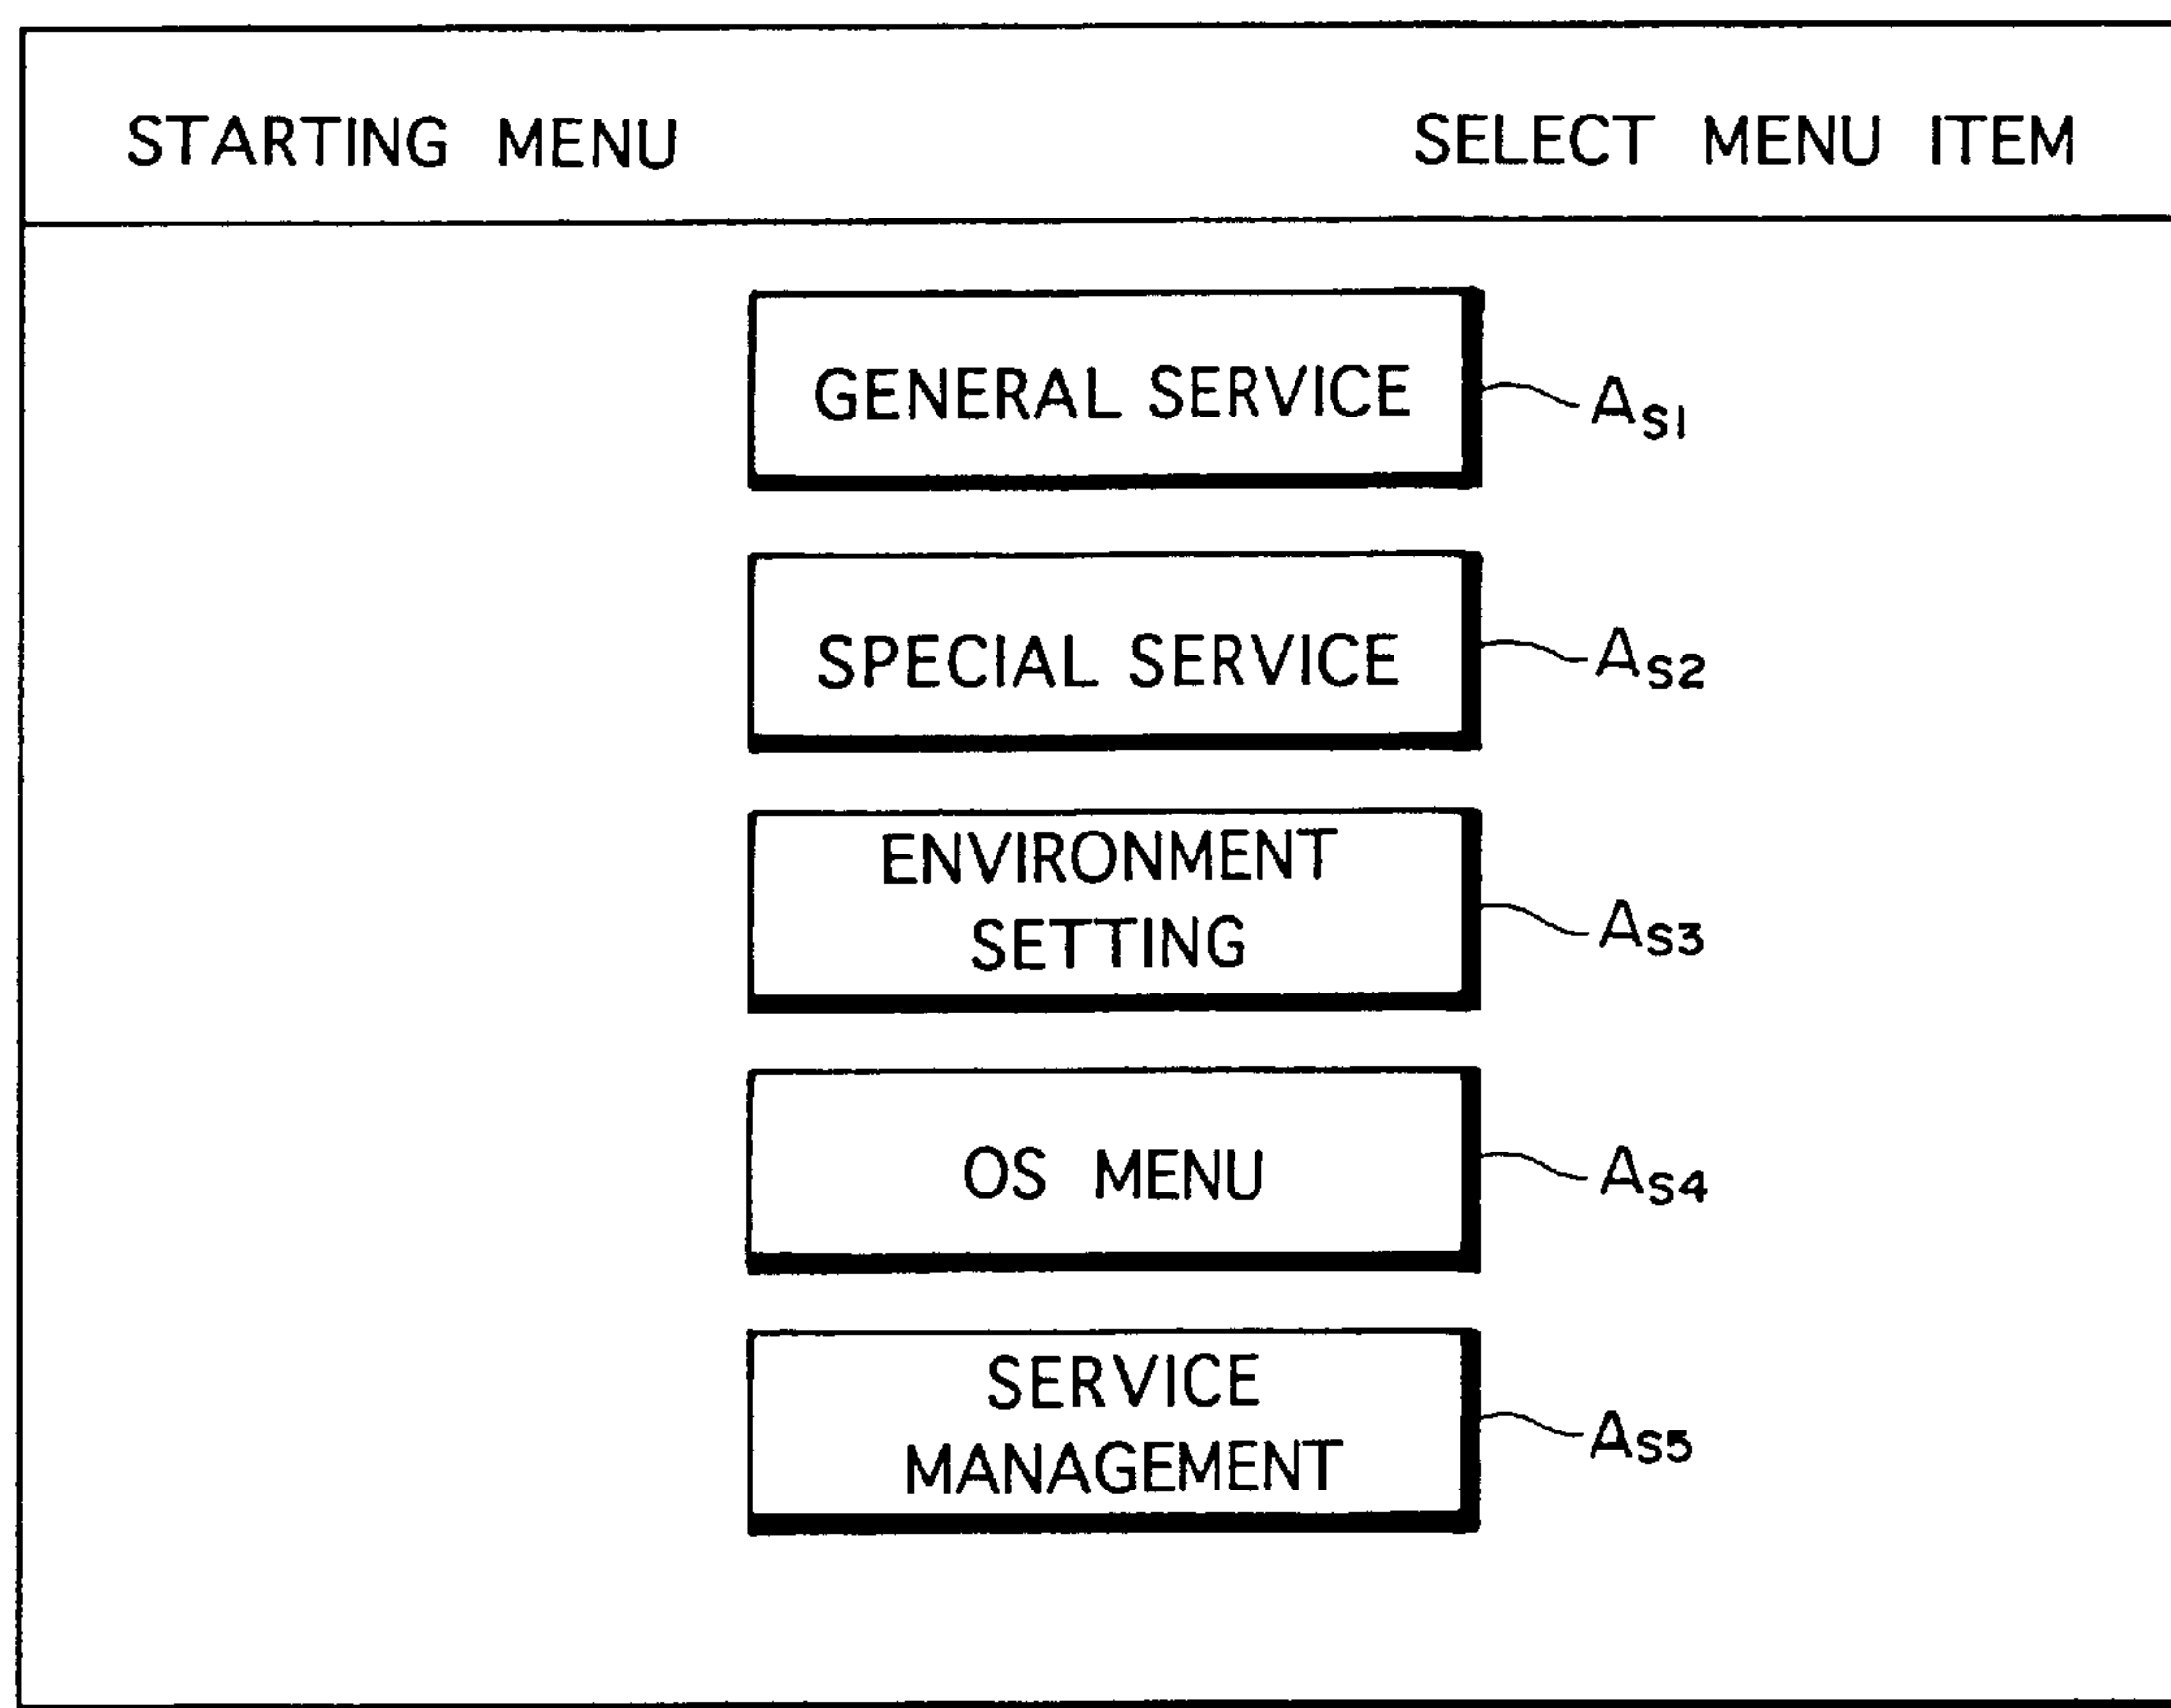 STARTING MENU
SELECT MENU ITEM
GENERAL SERVICE
AS1
SPECIAL SERVICE
AS2
ENVIRONMENT
SETTING
AS3
OS MENU
AS4
SERVICE
MANAGEMENT
AS5